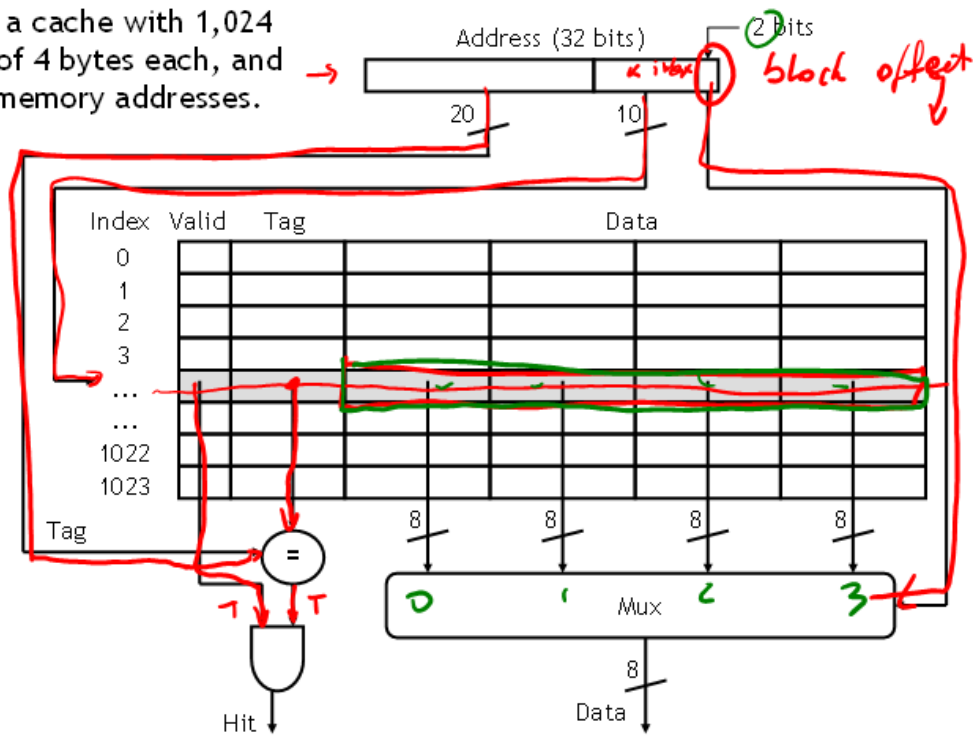 a cache with 1,024
of 4 bytes each, and
memory addresses.
Address (32 bits)
2 bits
index
block offset
20
10
Index Valid Tag Data
0
1
2
3
...
...
1022
1023
8 8 8 8
Tag
=
T T
0 1 2 3
Mux
8
Hit
Data